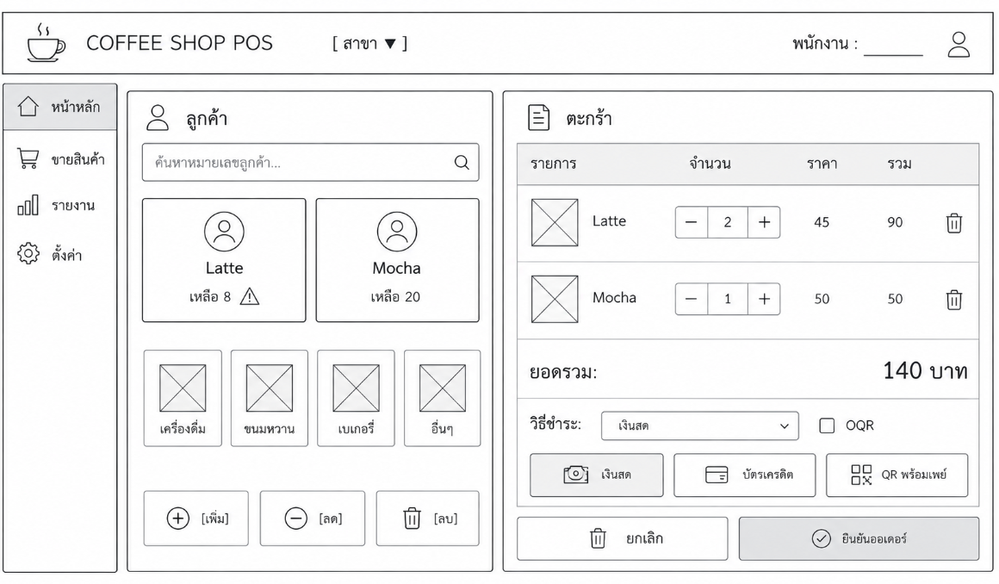 COFFEE SHOP POS [ สาขา ▼ ] พนักงาน : ______
หน้าหลัก
ขายสินค้า
รายงาน
ตั้งค่า
ลูกค้า
ค้นหาหมายเลขลูกค้า...
Latte
เหลือ 8
Mocha
เหลือ 20
เครื่องดื่ม
ขนมหวาน
เบเกอรี่
อื่นๆ
[เพิ่ม]
[ลด]
[ลบ]
ตะกร้า
รายการ จำนวน ราคา รวม
Latte − 2 + 45 90
Mocha − 1 + 50 50
ยอดรวม: 140 บาท
วิธีชำระ: เงินสด OQR
เงินสด
บัตรเครดิต
QR พร้อมเพย์
ยกเลิก
ยืนยันออเดอร์